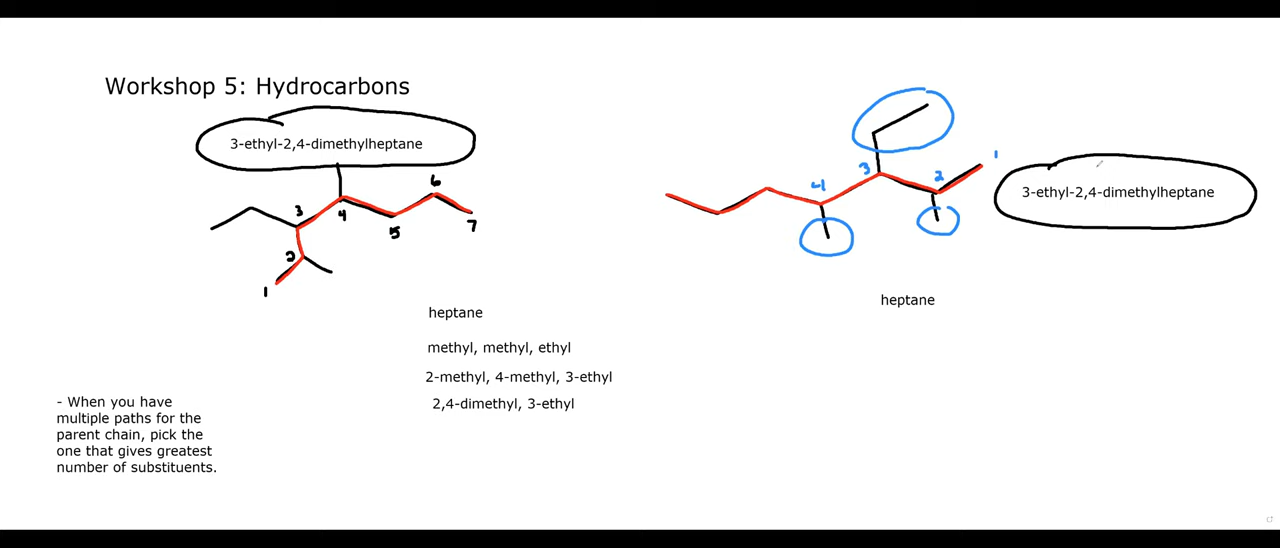 Workshop 5: Hydrocarbons
3-ethyl-2,4-dimethylheptane
6
3
4
5
7
2
1
heptane
methyl, methyl, ethyl
2-methyl, 4-methyl, 3-ethyl
2,4-dimethyl, 3-ethyl
- When you have
multiple paths for the
parent chain, pick the
one that gives greatest
number of substituents.
1
3
2
4
3-ethyl-2,4-dimethylheptane
heptane